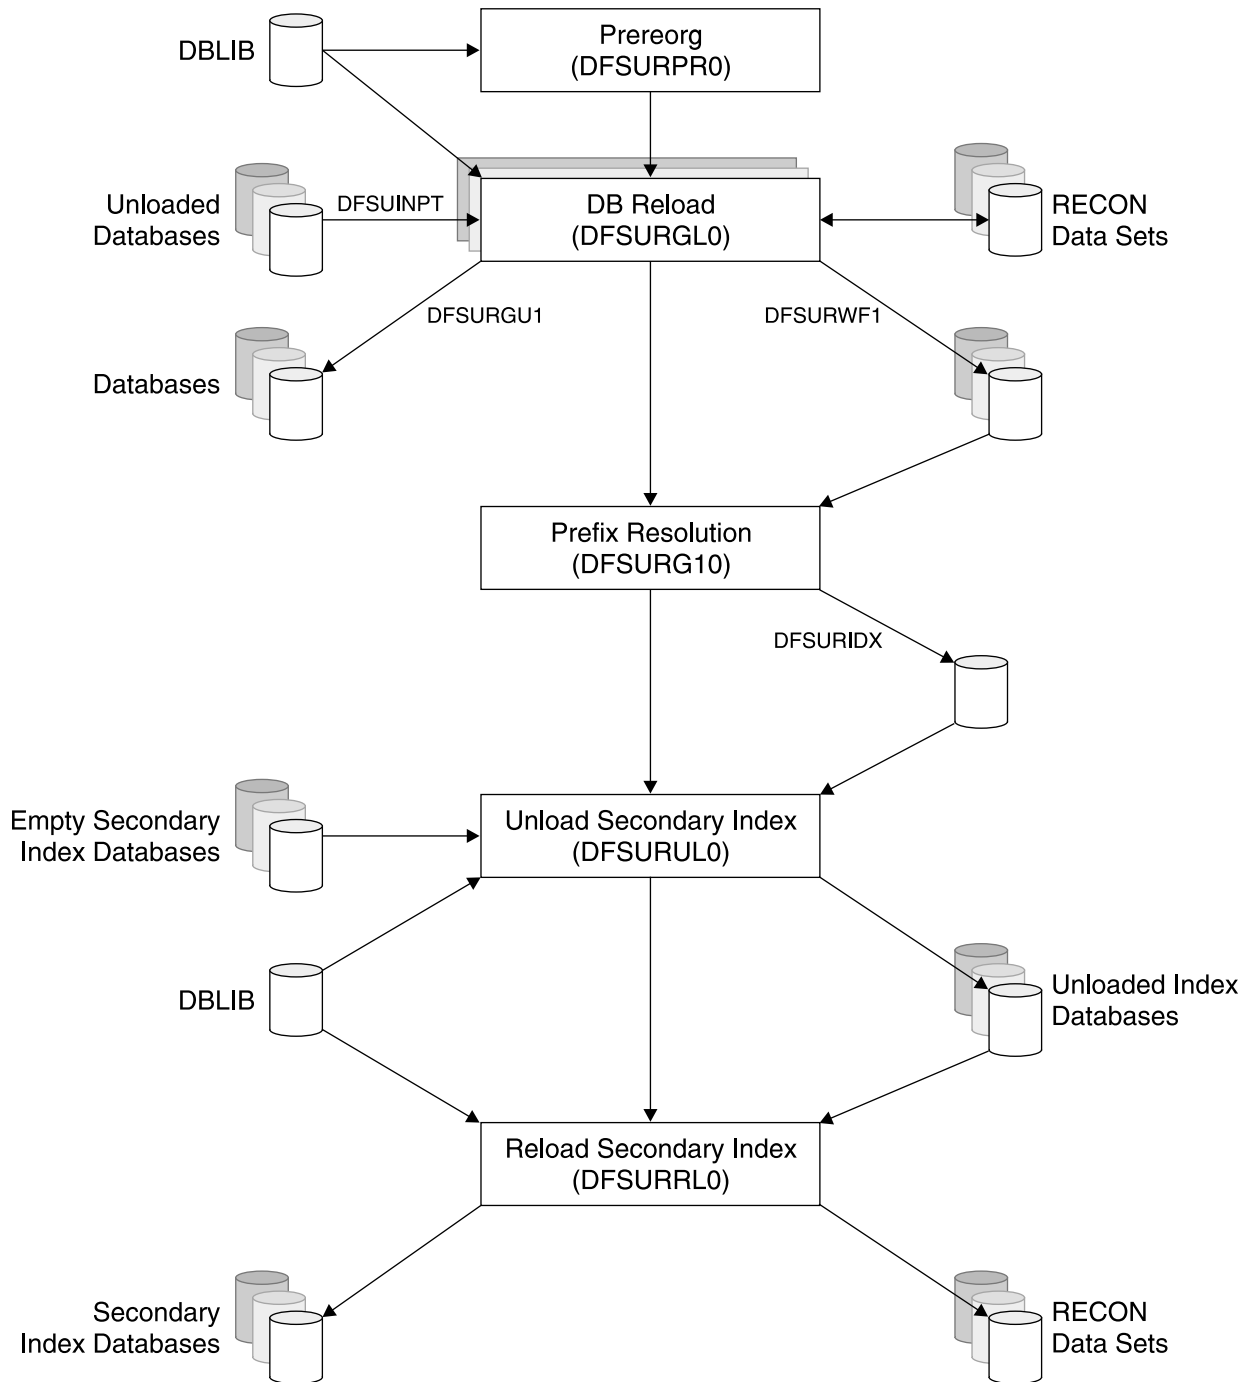 DBLIB
Prereorg
(DFSURPR0)
Unloaded
Databases
DFSUINPT
DB Reload
(DFSURGL0)
RECON
Data Sets
DFSURGU1
DFSURWF1
Databases
Prefix Resolution
(DFSURG10)
DFSURIDX
Empty Secondary
Index Databases
Unload Secondary Index
(DFSURUL0)
DBLIB
Unloaded Index
Databases
Reload Secondary Index
(DFSURRL0)
Secondary
Index Databases
RECON
Data Sets